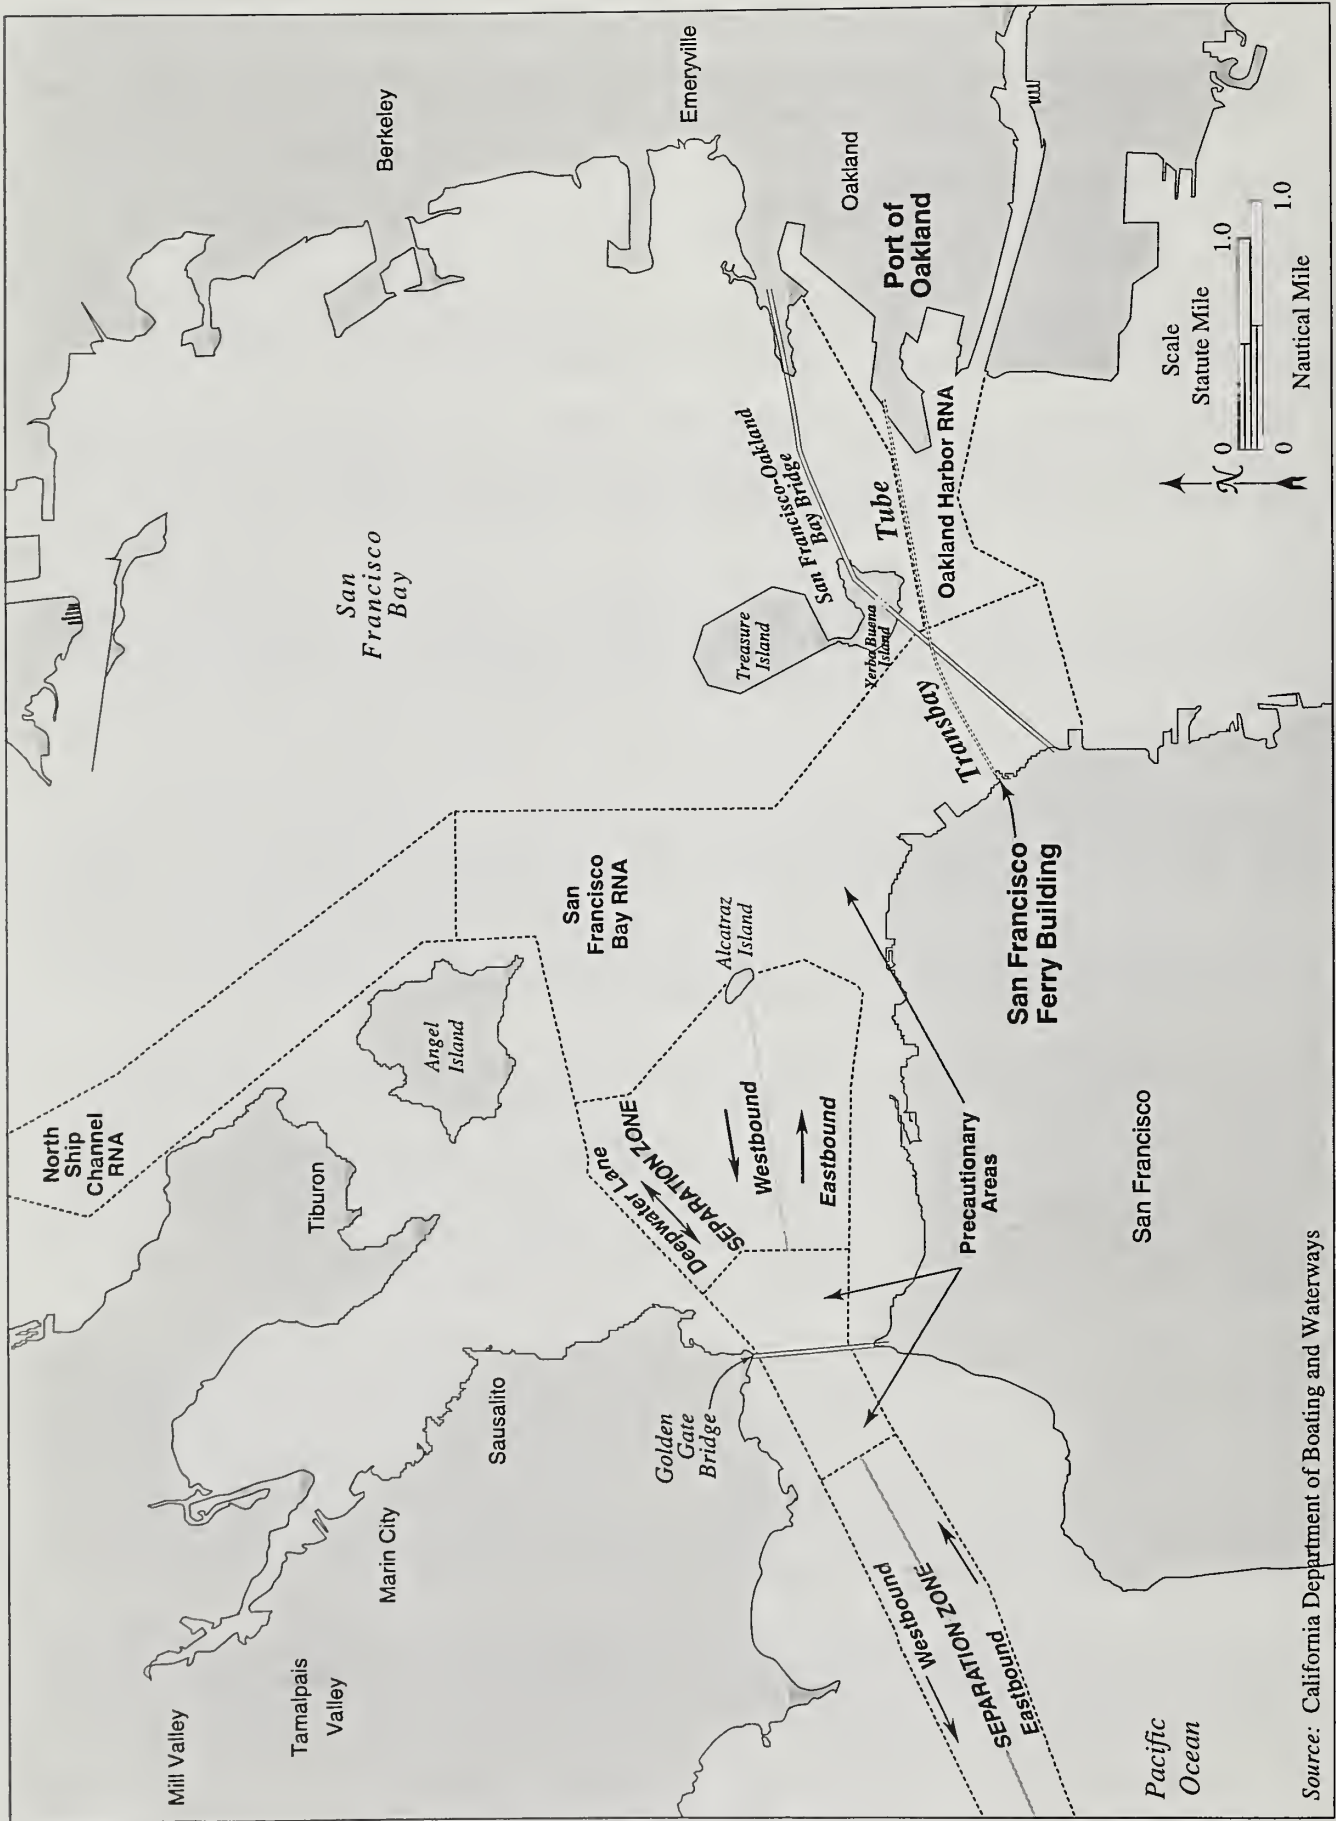 Mill Valley
Tamalpais
Valley
Marin City
Sausalito
Tiburon
North
Ship
Channel
RNA
Angel
Island
San
Francisco
Bay
Berkeley
Emeryville
Oakland
Port of
Oakland
San Francisco-Oakland
Bay Bridge
Treasure
Island
Yerba Buena
Island
Transbay
Tube
Oakland Harbor RNA
San
Francisco
Bay RNA
Alcatraz
Island
Deepwater Lane
SEPARATION ZONE
Westbound
Eastbound
Golden
Gate
Bridge
Precautionary
Areas
San Francisco
Ferry Building
San Francisco
Westbound
SEPARATION ZONE
Eastbound
Pacific
Ocean
N
Scale
Statute Mile
0
1.0
0
1.0
Nautical Mile
Source: California Department of Boating and Waterways